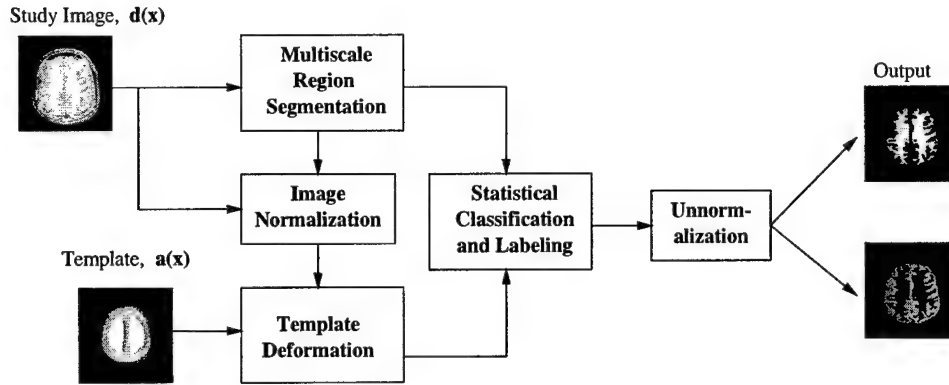 Study Image, d(x)
Multiscale
Region
Segmentation
Output
Image
Normalization
Statistical
Classification
and Labeling
Unnorm-
alization
Template, a(x)
Template
Deformation